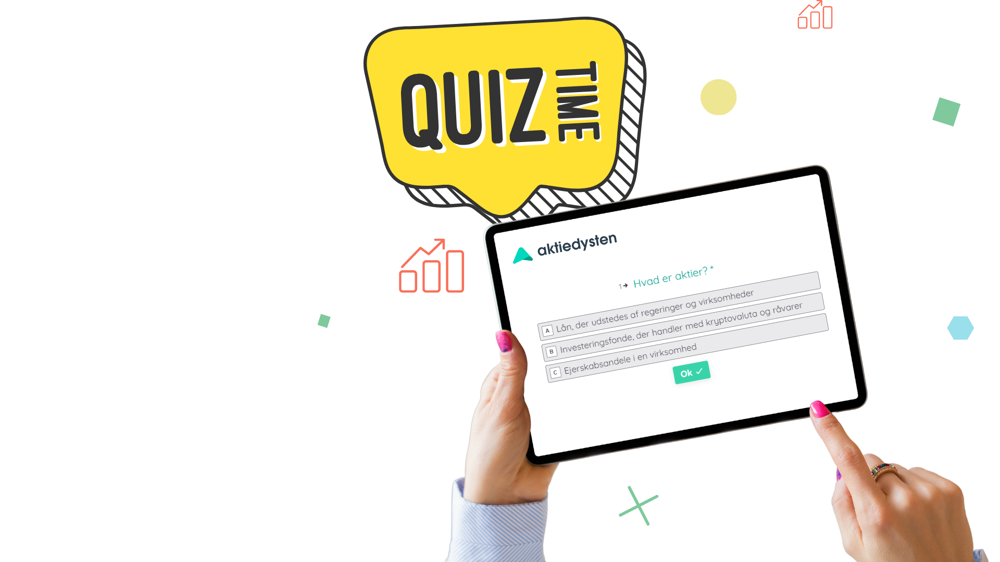 QUIZ
TIME
aktiedysten
1→ Hvad er aktier? *
A Lån, der udstedes af regeringer og virksomheder
B Investeringsfonde, der handler med kryptovaluta og råvarer
C Ejerskabsandele i en virksomhed
Ok ✓